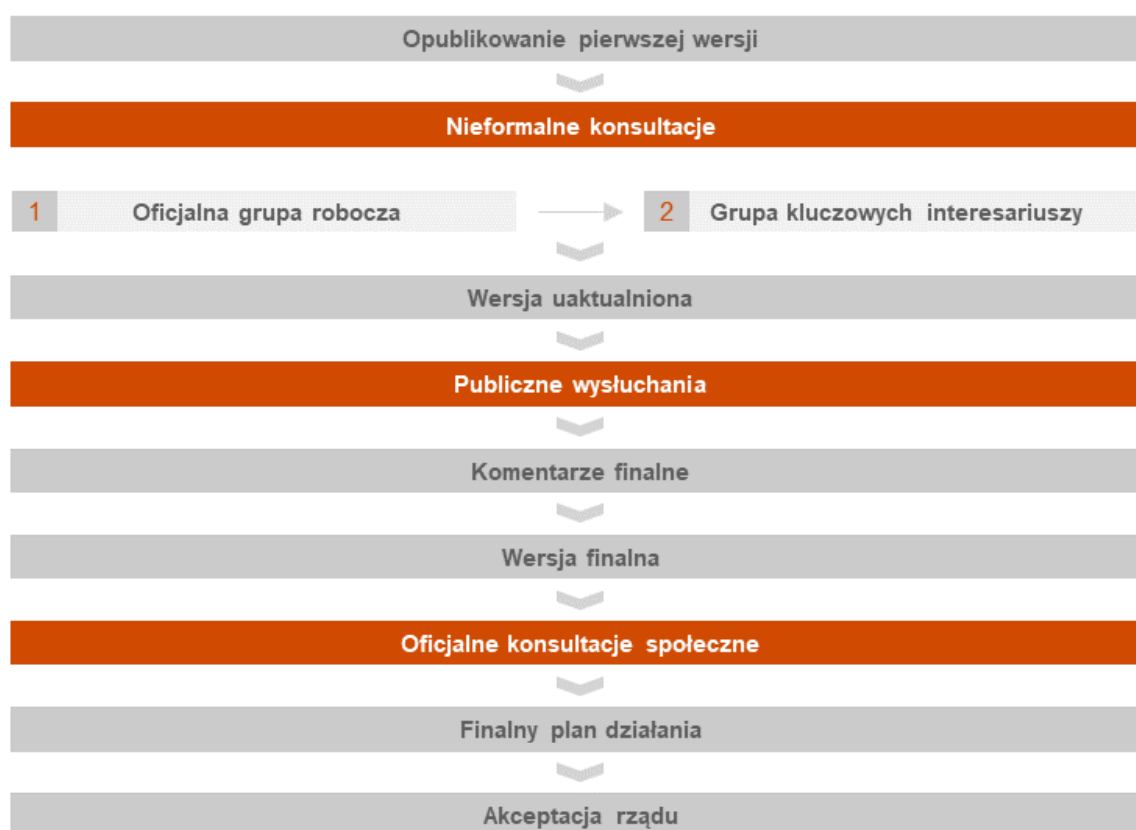 Opublikowanie pierwszej wersji
Nieformalne konsultacje
1 Oficjalna grupa robocza 2 Grupa kluczowych interesariuszy
Wersja uaktualniona
Publiczne wysłuchania
Komentarze finalne
Wersja finalna
Oficjalne konsultacje społeczne
Finalny plan działania
Akceptacja rządu